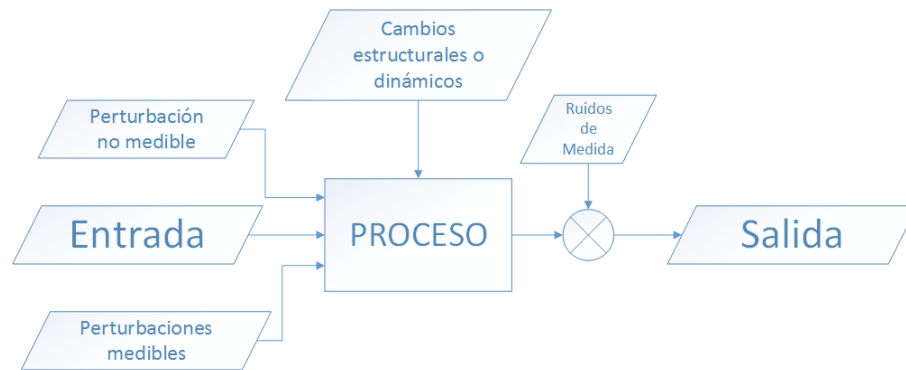 Cambios
estructurales o
dinámicos
Perturbación
no medible
Ruidos
de
Medida
Entrada
PROCESO
Salida
Perturbaciones
medibles